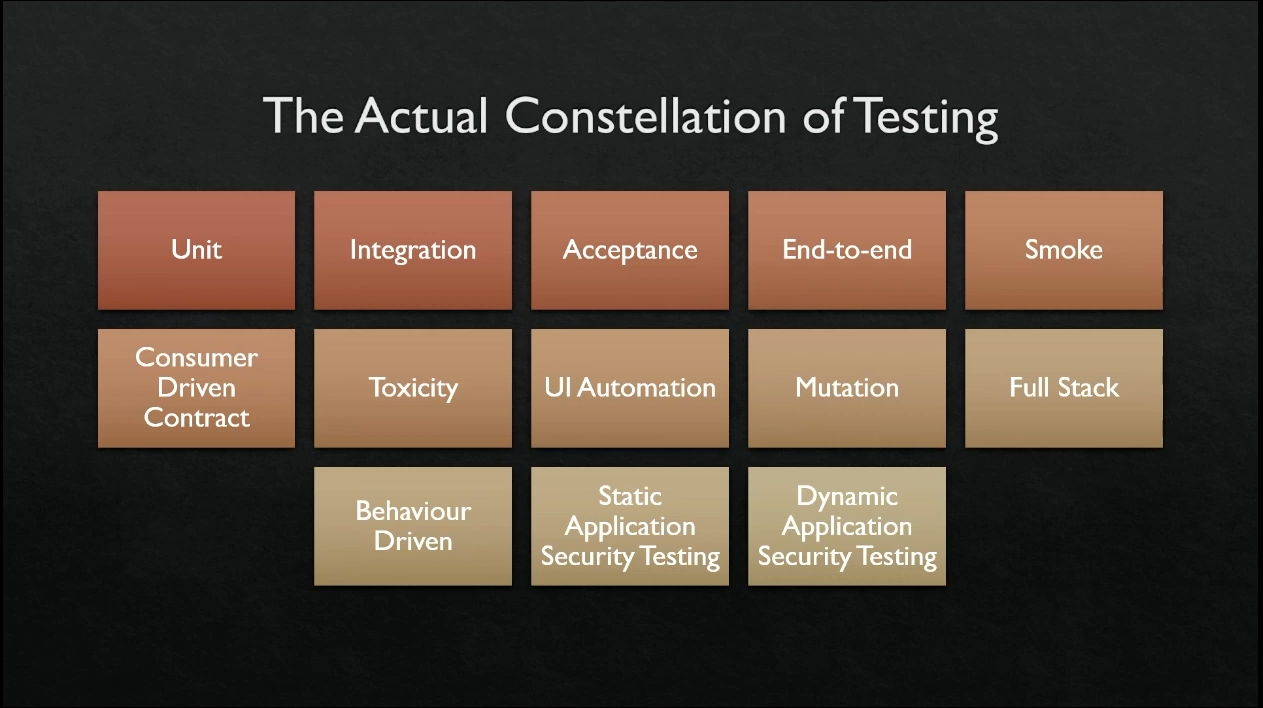 The Actual Constellation of Testing
Unit
Integration
Acceptance
End-to-end
Smoke
Consumer
Driven
Contract
Toxicity
UI Automation
Mutation
Full Stack
Behaviour
Driven
Static
Application
Security Testing
Dynamic
Application
Security Testing